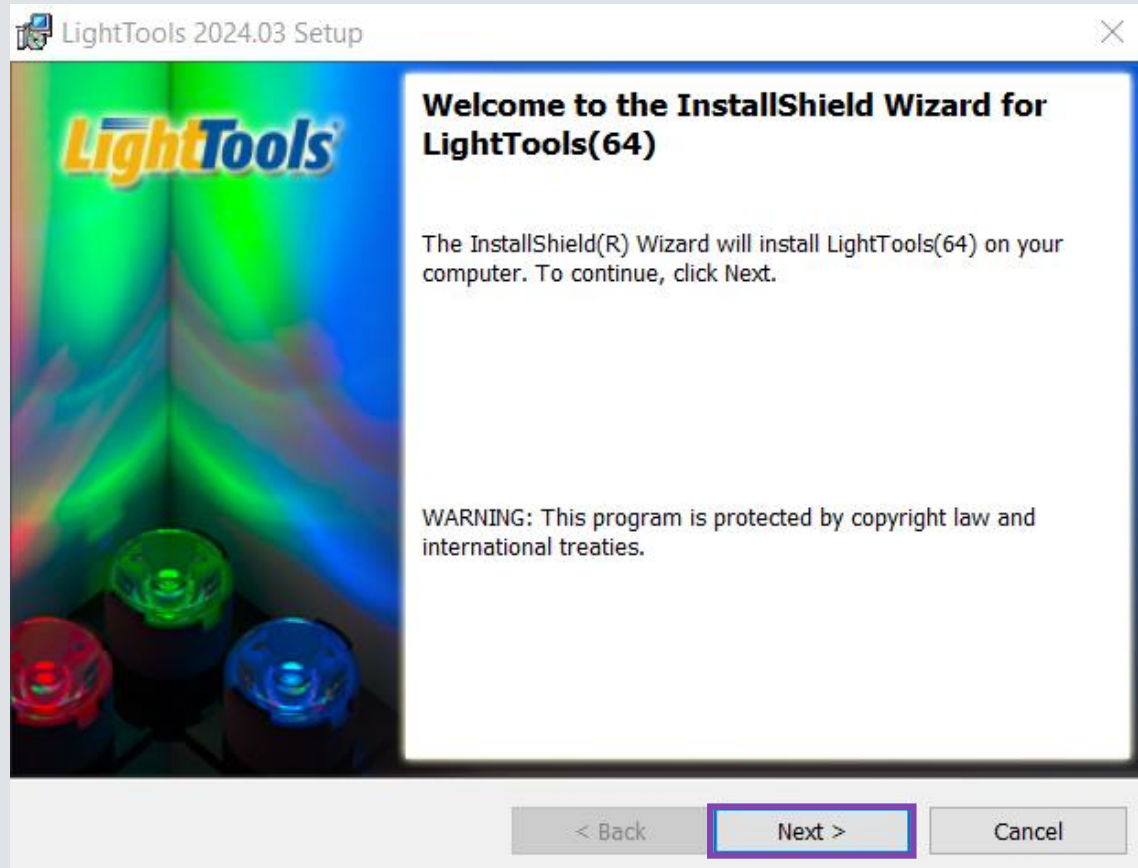 LightTools 2024.03 Setup
LightTools
Welcome to the InstallShield Wizard for
LightTools(64)
The InstallShield(R) Wizard will install LightTools(64) on your
computer. To continue, click Next.
WARNING: This program is protected by copyright law and
international treaties.
< Back
Next >
Cancel